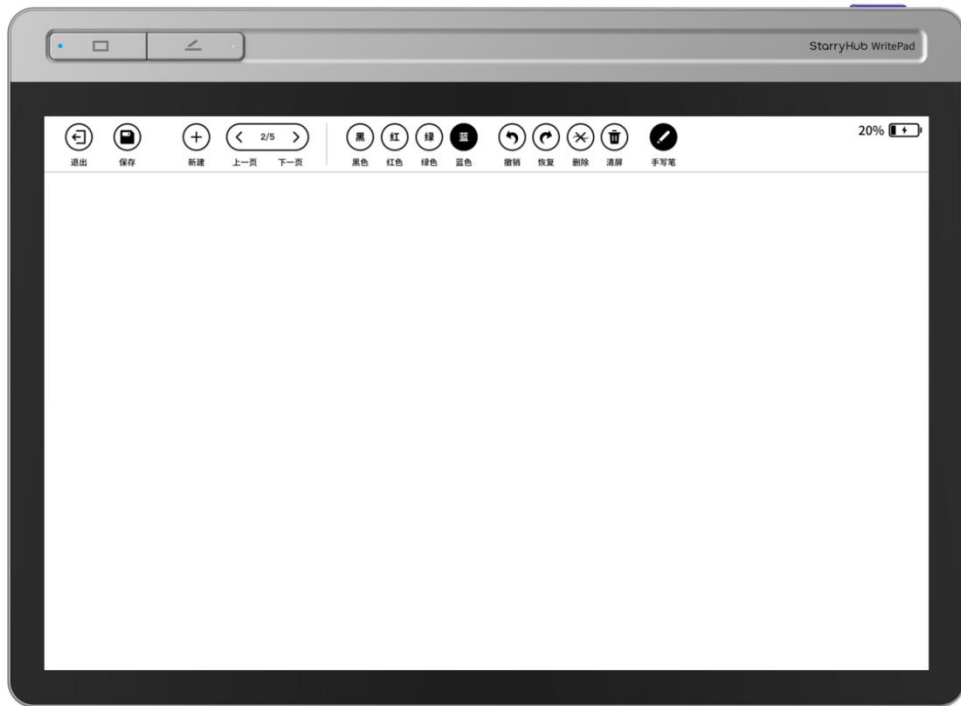 StarryHub WritePad
2/5 黑 红 绿 蓝 20%
退出 保存 新建 上一页 下一页 黑色 红色 绿色 蓝色 撤销 恢复 删除 清屏 手写笔